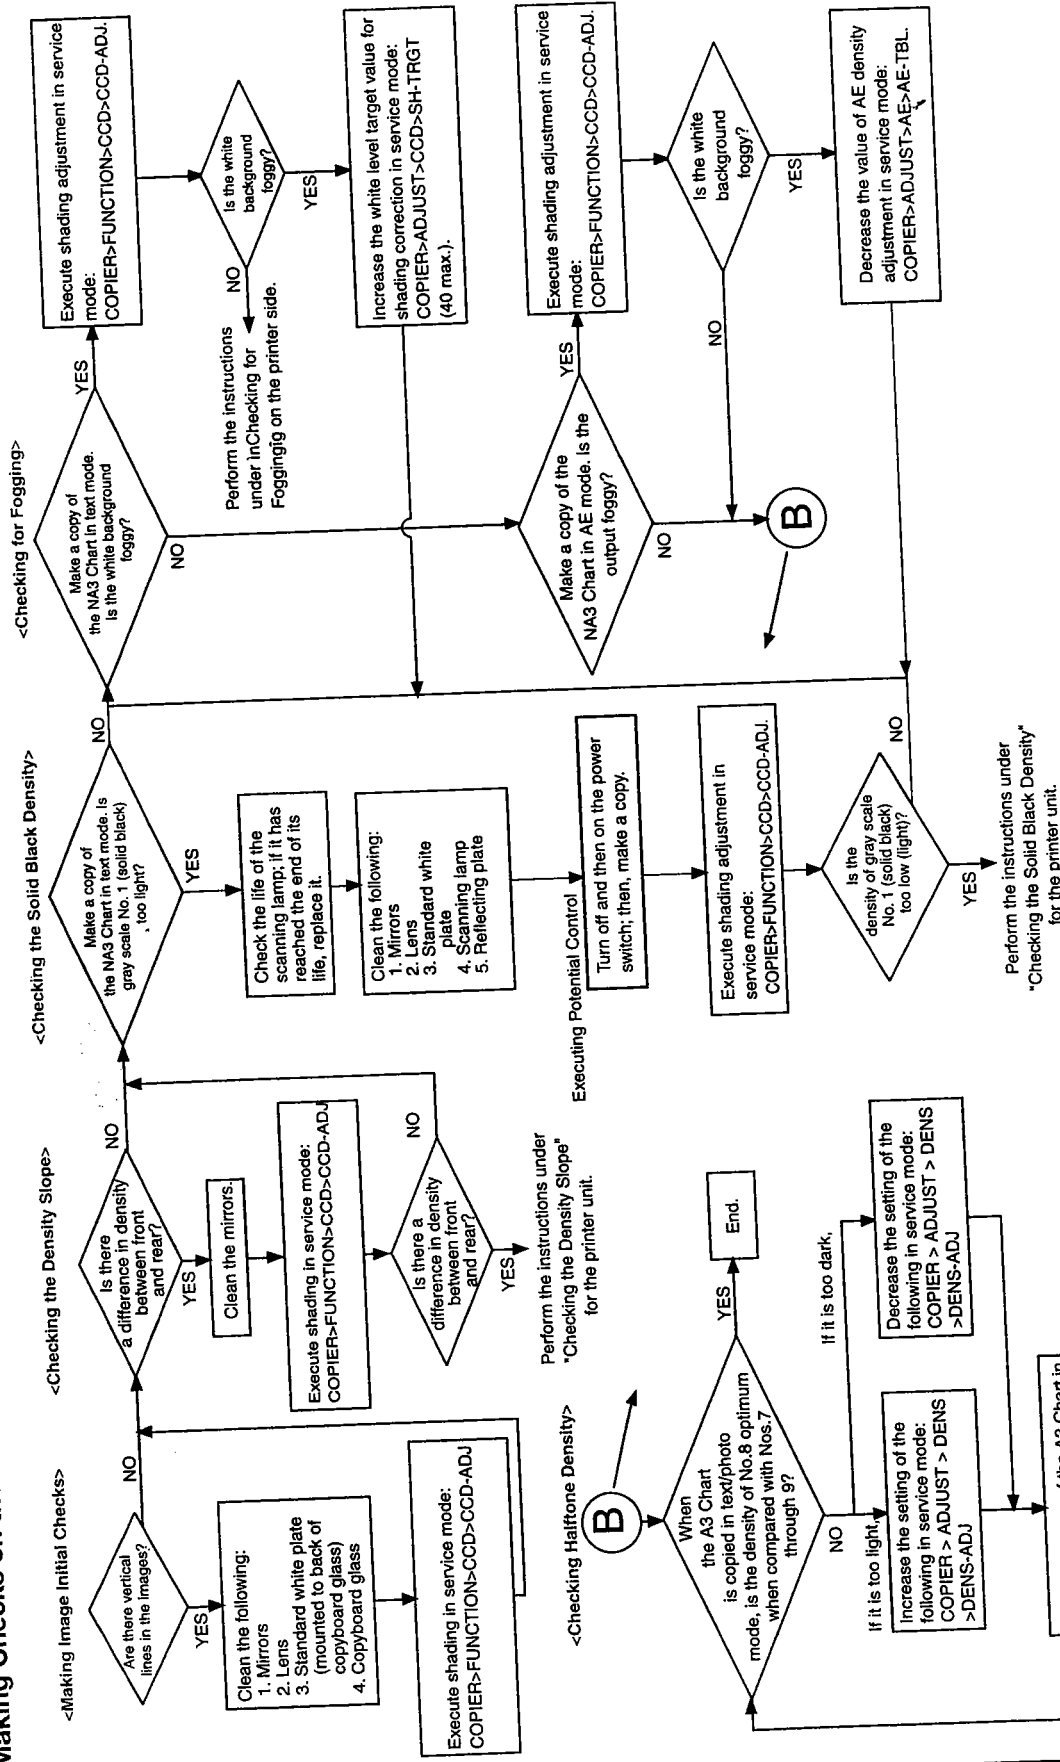 Making Checks
<Making Image Initial Checks>
Are there vertical
lines in the images?
NO
YES
Clean the following:
1. Mirrors
2. Lens
3. Standard white plate
(mounted to back of
copyboard glass)
4. Copyboard glass
Execute shading in service mode:
COPIER>FUNCTION>CCD>CCD-ADJ
<Checking the Density Slope>
Is there
a difference in density
between front
and rear?
NO
YES
Clean the mirrors.
Execute shading in service mode:
COPIER>FUNCTION>CCD>CCD-ADJ
Is there a
difference in density
between front
and rear?
NO
YES
Perform the instructions under
"Checking the Density Slope"
for the printer unit.
<Checking the Solid Black Density>
Make a copy of
the NA3 Chart in text mode. Is
gray scale No. 1 (solid black)
too light?
NO
YES
Check the life of the
scanning lamp; if it has
reached the end of its
life, replace it.
Clean the following:
1. Mirrors
2. Lens
3. Standard white
plate
4. Scanning lamp
5. Reflecting plate
Executing Potential Control
Turn off and then on the power
switch; then, make a copy.
Execute shading adjustment in
service mode:
COPIER>FUNCTION>CCD>CCD-ADJ.
Is the
density of gray scale
No. 1 (solid black)
too low (light)?
NO
YES
Perform the instructions under
"Checking the Solid Black Density"
for the printer unit.
<Checking for Fogging>
Make a copy of
the NA3 Chart in text mode.
Is the white background
foggy?
YES
NO
Execute shading adjustment in service
mode:
COPIER>FUNCTION>CCD>CCD-ADJ.
Is the white
background
foggy?
NO
YES
Perform the instructions
under ìnChecking for
Foggingig on the printer side.
Increase the white level target value for
shading correction in service mode:
COPIER>ADJUST>CCD>SH-TRGT
(40 max.).
Make a copy of the
NA3 Chart in AE mode. Is the
output foggy?
YES
NO
Execute shading adjustment in service
mode:
COPIER>FUNCTION>CCD>CCD-ADJ.
Is the white
background
foggy?
NO
YES
B
Decrease the value of AE density
adjustment in service mode:
COPIER>ADJUST>AE>AE-TBL.
<Checking Halftone Density>
B
When
the A3 Chart
is copied in text/photo
mode, is the density of No.8 optimum
when compared with Nos.7
through 9?
YES
End.
NO
If it is too light,
If it is too dark,
Increase the setting of the
following in service mode:
COPIER > ADJUST > DENS
>DENS-ADJ
Decrease the setting of the
following in service mode:
COPIER > ADJUST > DENS
>DENS-ADJ
A3 Chart in